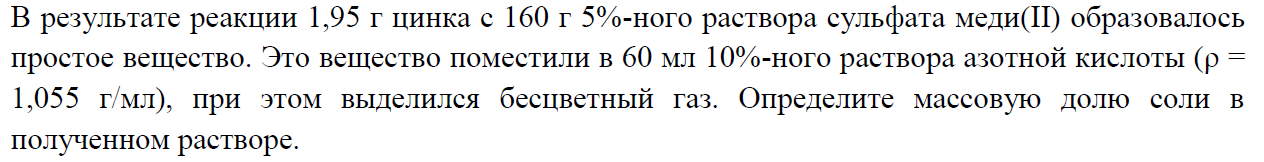 В результате реакции 1,95 г цинка с 160 г 5%-ного раствора сульфата меди(II) образовалось
простое вещество. Это вещество поместили в 60 мл 10%-ного раствора азотной кислоты (ρ =
1,055 г/мл), при этом выделился бесцветный газ. Определите массовую долю соли в
полученном растворе.